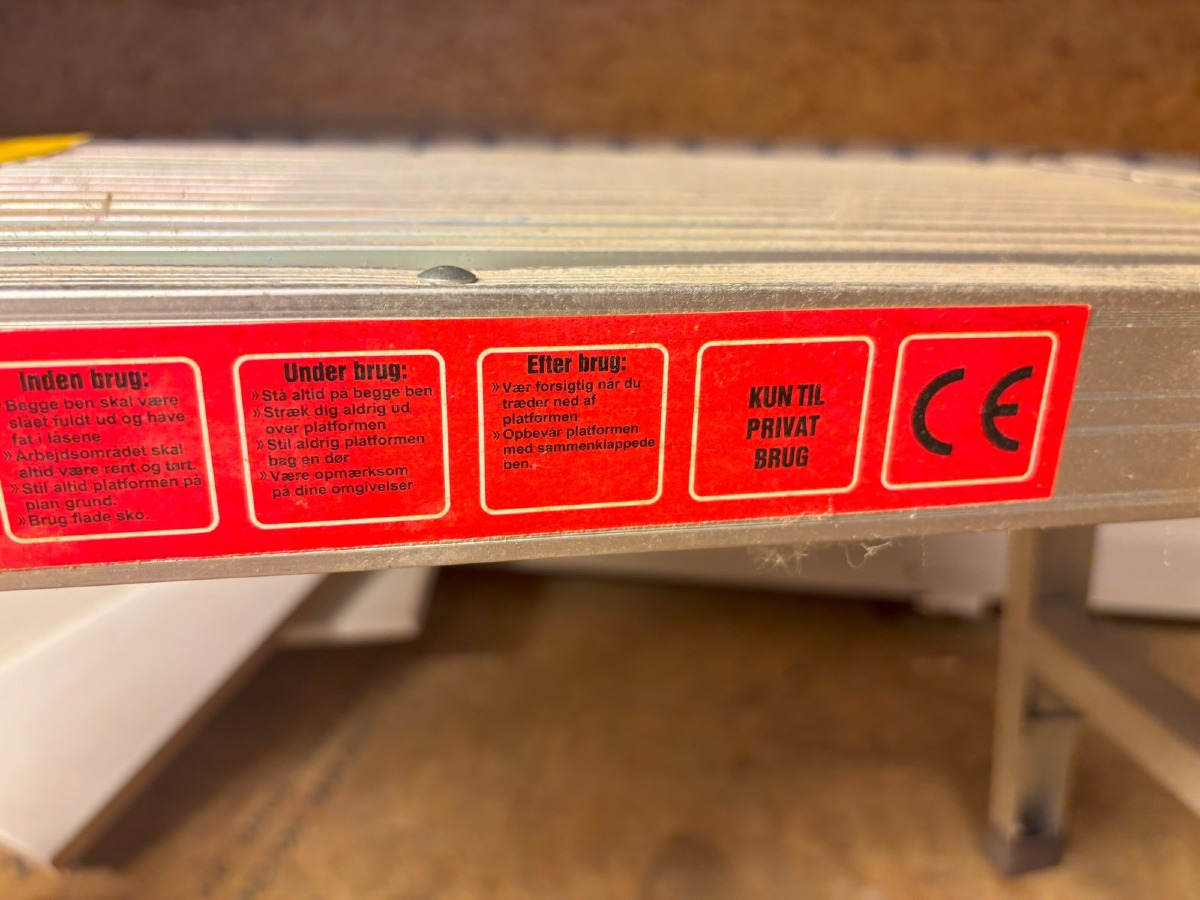 Inden brug:
» Begge ben skal være
slået fuldt ud og have
fat i låsene
» Arbejdsområdet skal
altid være rent og tørt.
» Stil altid platformen på
plan grund.
» Brug flade sko.
Under brug:
» Stå altid på begge ben
» Stræk dig aldrig ud
over platformen
» Stil aldrig platformen
bag en dør
» Være opmærksom
på dine omgivelser
Efter brug:
» Vær forsigtig når du
træder ned af
platformen
» Opbevár platformen
med sammenklappede
ben.
KUN TIL
PRIVAT
BRUG
CE